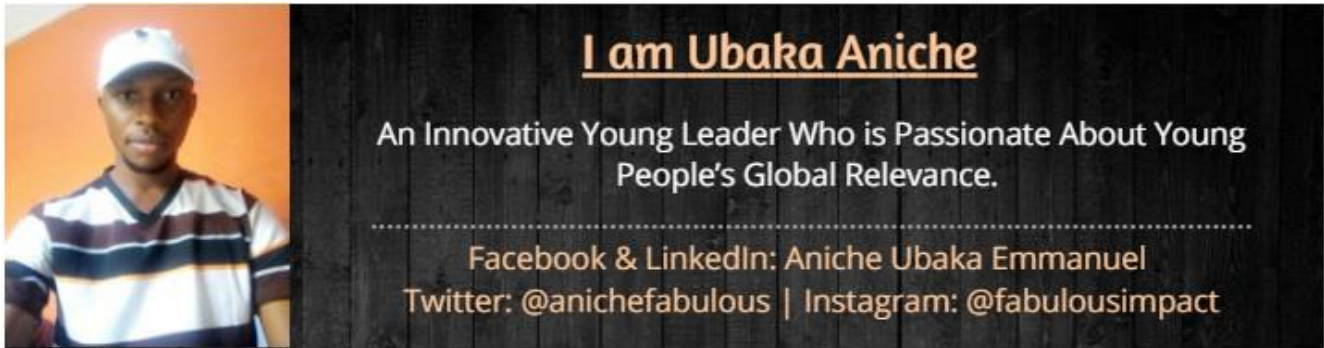 I am Ubaka Aniche
An Innovative Young Leader Who is Passionate About Young
People's Global Relevance.
Facebook & LinkedIn: Aniche Ubaka Emmanuel
Twitter: @anichefabulous | Instagram: @fabulousimpact